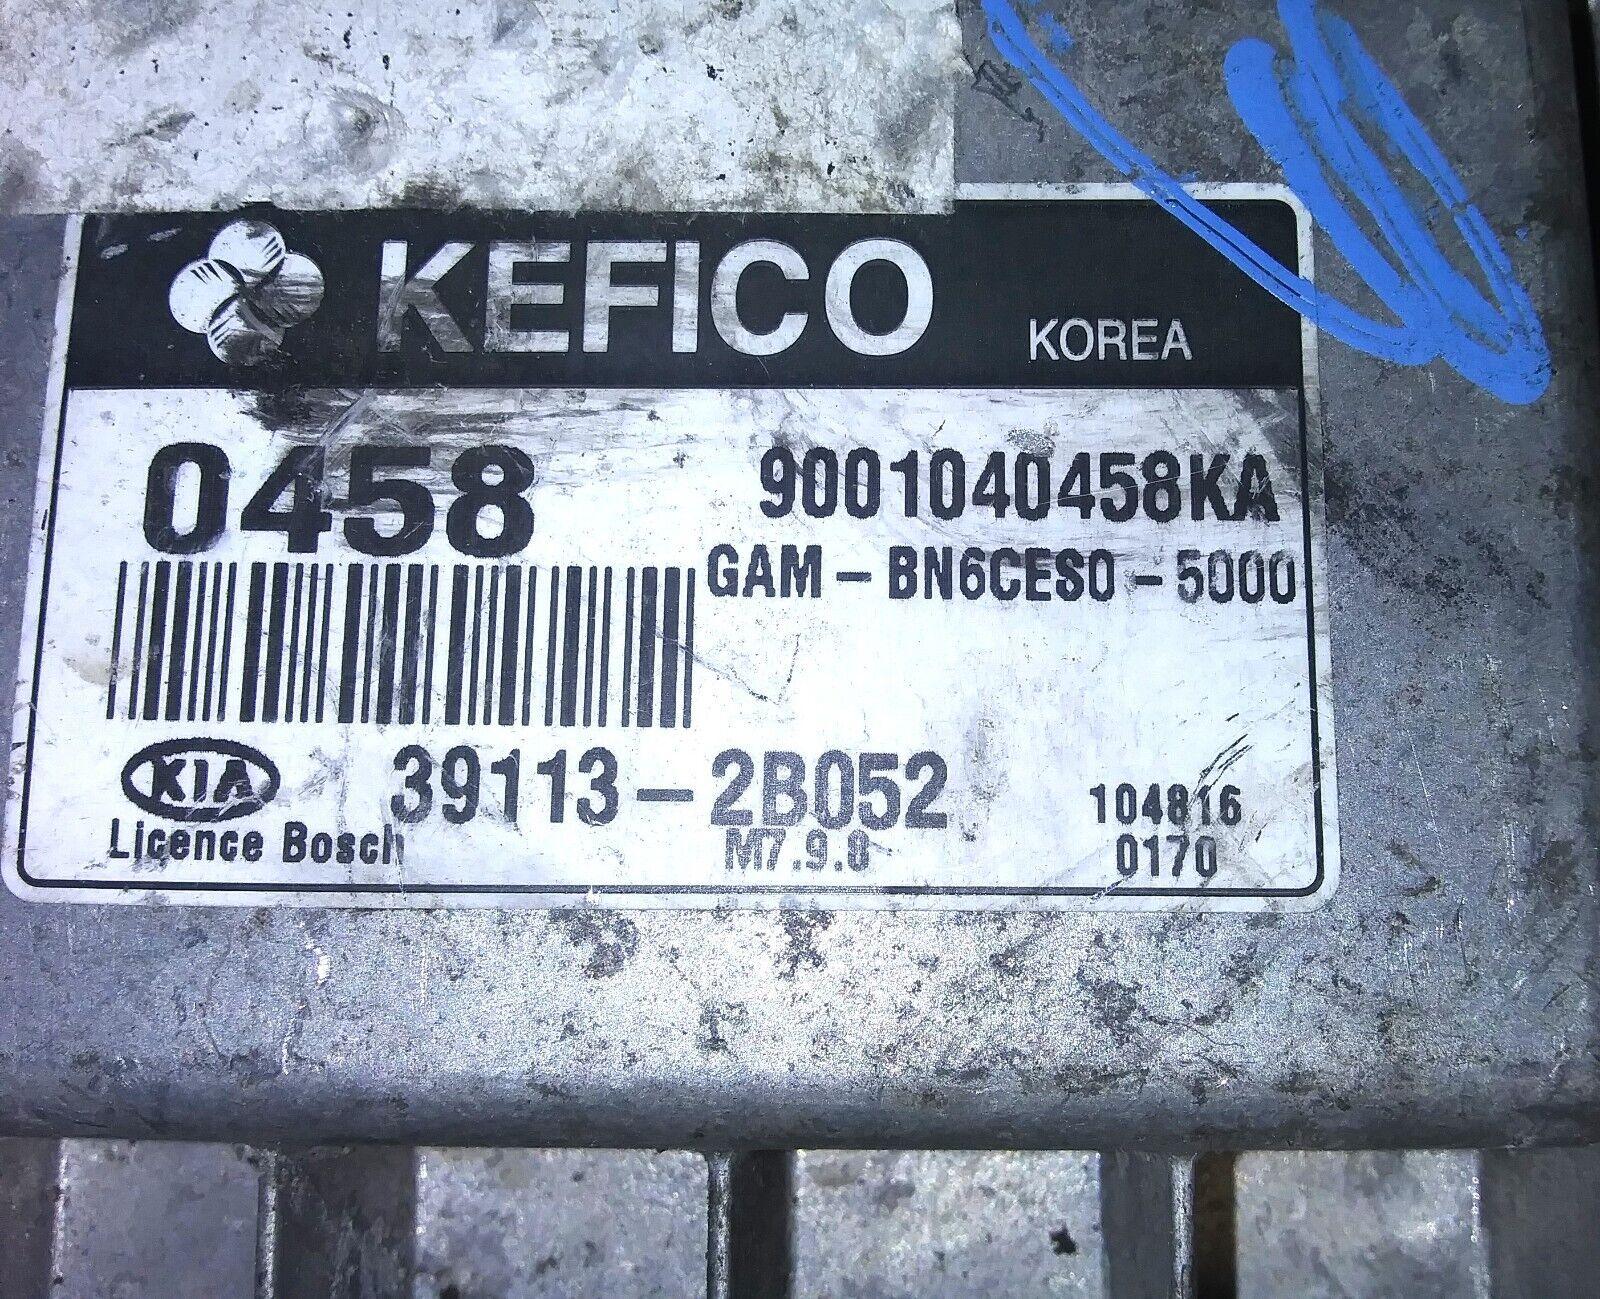 KEFICO
KOREA
0458
9001040458KA
GAM - BN6CES0 - 5000
KIA
39113 - 2B052
104816
Licence Bosch
M7.9.8
0170